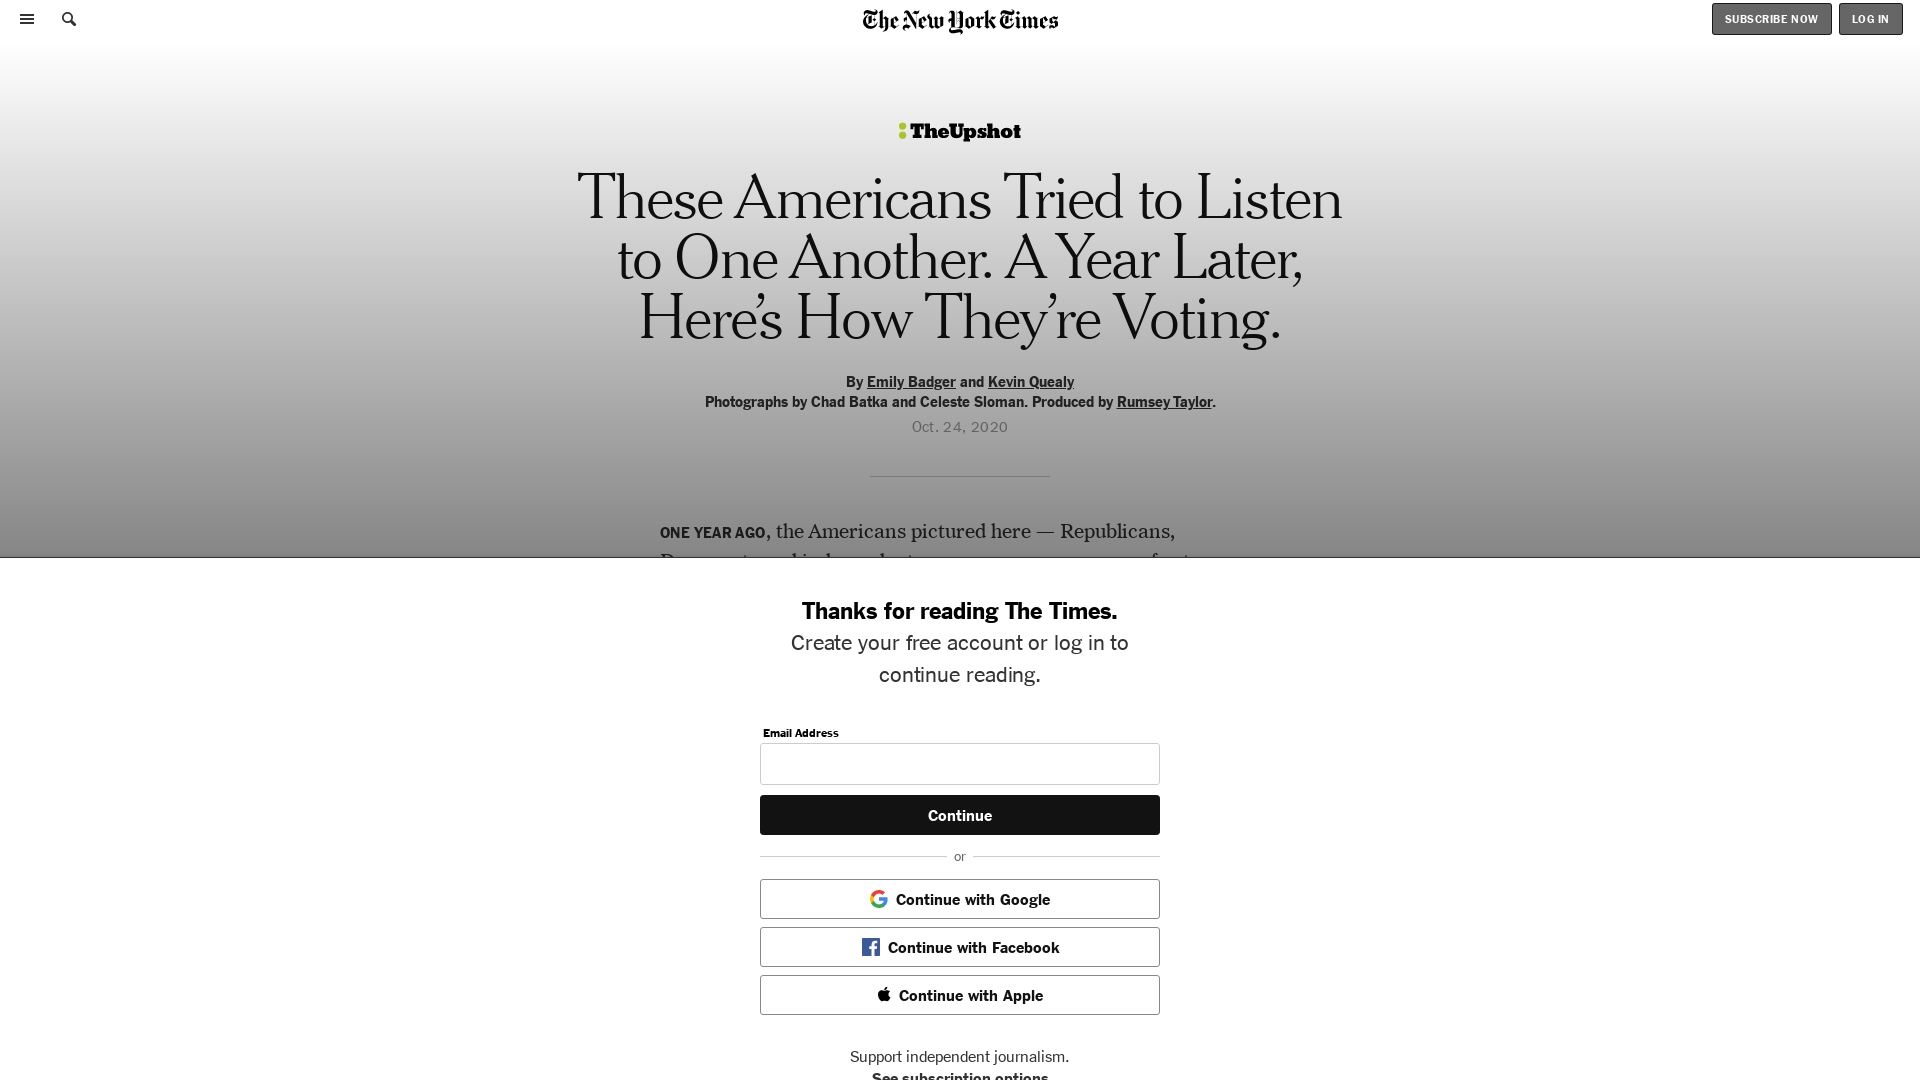 The New York Times
SUBSCRIBE NOW
LOG IN
TheUpshot
These Americans Tried to Listen
to One Another. A Year Later,
Here’s How They’re Voting.
By Emily Badger and Kevin Quealy
Photographs by Chad Batka and Celeste Sloman. Produced by Rumsey Taylor.
Oct. 24, 2020
ONE YEAR AGO, the Americans pictured here — Republicans,
Thanks for reading The Times.
Create your free account or log in to
continue reading.
Email Address
Continue
or
Continue with Google
Continue with Facebook
Continue with Apple
Support independent journalism.
See subscription options